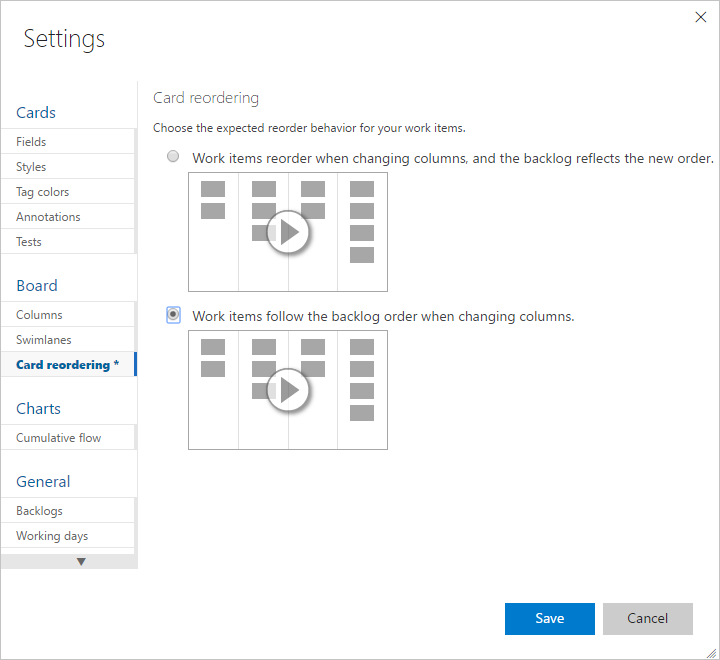 Settings
Cards
Fields
Styles
Tag colors
Annotations
Tests
Board
Columns
Swimlanes
Card reordering *
Charts
Cumulative flow
General
Backlogs
Working days
Card reordering
Choose the expected reorder behavior for your work items.
Work items reorder when changing columns, and the backlog reflects the new order.
Work items follow the backlog order when changing columns.
Save
Cancel